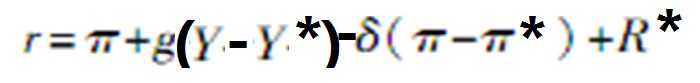 r = π+g(Y - Y*)-δ( π-π* ) +R*